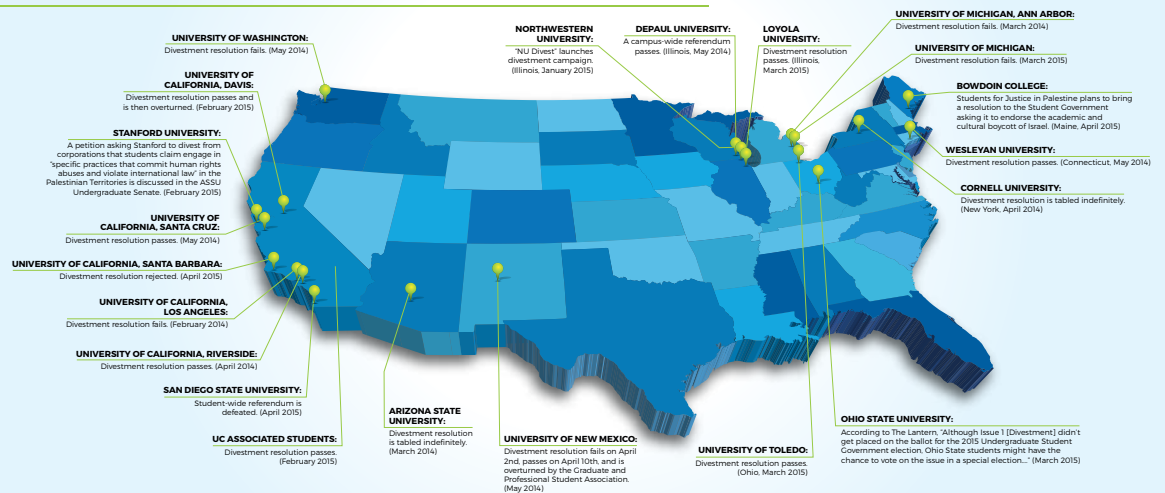 UNIVERSITY OF WASHINGTON:
Divestment resolution fails. (May 2014)
UNIVERSITY OF
CALIFORNIA, DAVIS:
Divestment resolution passes and
is then overturned. (February 2015)
STANFORD UNIVERSITY:
A petition asking Stanford to divest from
corporations that students claim engage in
"specific practices that commit human rights
abuses and violate international law" in the
Palestinian Territories is discussed in the ASSU
Undergraduate Senate. (February 2015)
UNIVERSITY OF
CALIFORNIA, SANTA CRUZ:
Divestment resolution passes. (May 2014)
UNIVERSITY OF CALIFORNIA, SANTA BARBARA:
Divestment resolution rejected. (April 2015)
UNIVERSITY OF CALIFORNIA,
LOS ANGELES:
Divestment resolution fails. (February 2014)
UNIVERSITY OF CALIFORNIA, RIVERSIDE:
Divestment resolution passes. (April 2014)
SAN DIEGO STATE UNIVERSITY:
Student-wide referendum is
defeated. (April 2015)
UC ASSOCIATED STUDENTS:
Divestment resolution passes.
(February 2015)
ARIZONA STATE
UNIVERSITY:
Divestment resolution
is tabled indefinitely.
(March 2014)
UNIVERSITY OF NEW MEXICO:
Divestment resolution fails on April
2nd, passes on April 10th, and is
overturned by the Graduate and
Professional Student Association.
(May 2014)
NORTHWESTERN
UNIVERSITY:
"NU Divest" launches
divestment campaign.
(Illinois, January 2015)
DEPAUL UNIVERSITY:
A campus-wide referendum
passes. (Illinois, May 2014)
LOYOLA
UNIVERSITY:
Divestment resolution
passes. (Illinois,
March 2015)
UNIVERSITY OF MICHIGAN, ANN ARBOR:
Divestment resolution fails. (March 2014)
UNIVERSITY OF MICHIGAN:
Divestment resolution fails. (March 2015)
BOWDOIN COLLEGE:
Students for Justice in Palestine plans to bring
a resolution to the Student Government
asking it to endorse the academic and
cultural boycott of Israel. (Maine, April 2015)
WESLEYAN UNIVERSITY:
Divestment resolution passes. (Connecticut, May 2014)
CORNELL UNIVERSITY:
Divestment resolution is tabled indefinitely.
(New York, April 2014)
UNIVERSITY OF TOLEDO:
Divestment resolution passes.
(Ohio, March 2015)
OHIO STATE UNIVERSITY:
According to The Lantern, "Although Issue 1 [Divestment] didn't
get placed on the ballot for the 2015 Undergraduate Student
Government election, Ohio State students might have the
chance to vote on the issue in a special election..." (March 2015)